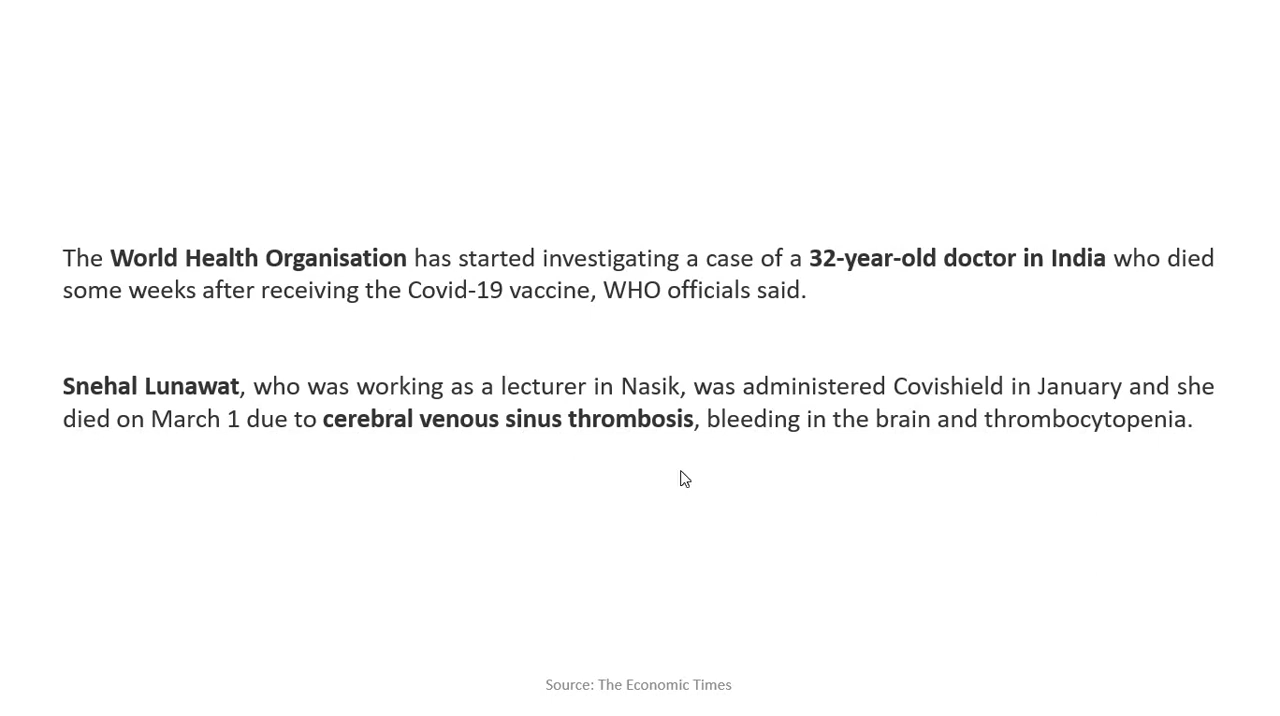 The World Health Organisation has started investigating a case of a 32-year-old doctor in India who died
some weeks after receiving the Covid-19 vaccine, WHO officials said.
Snehal Lunawat, who was working as a lecturer in Nasik, was administered Covishield in January and she
died on March 1 due to cerebral venous sinus thrombosis, bleeding in the brain and thrombocytopenia.
Source: The Economic Times